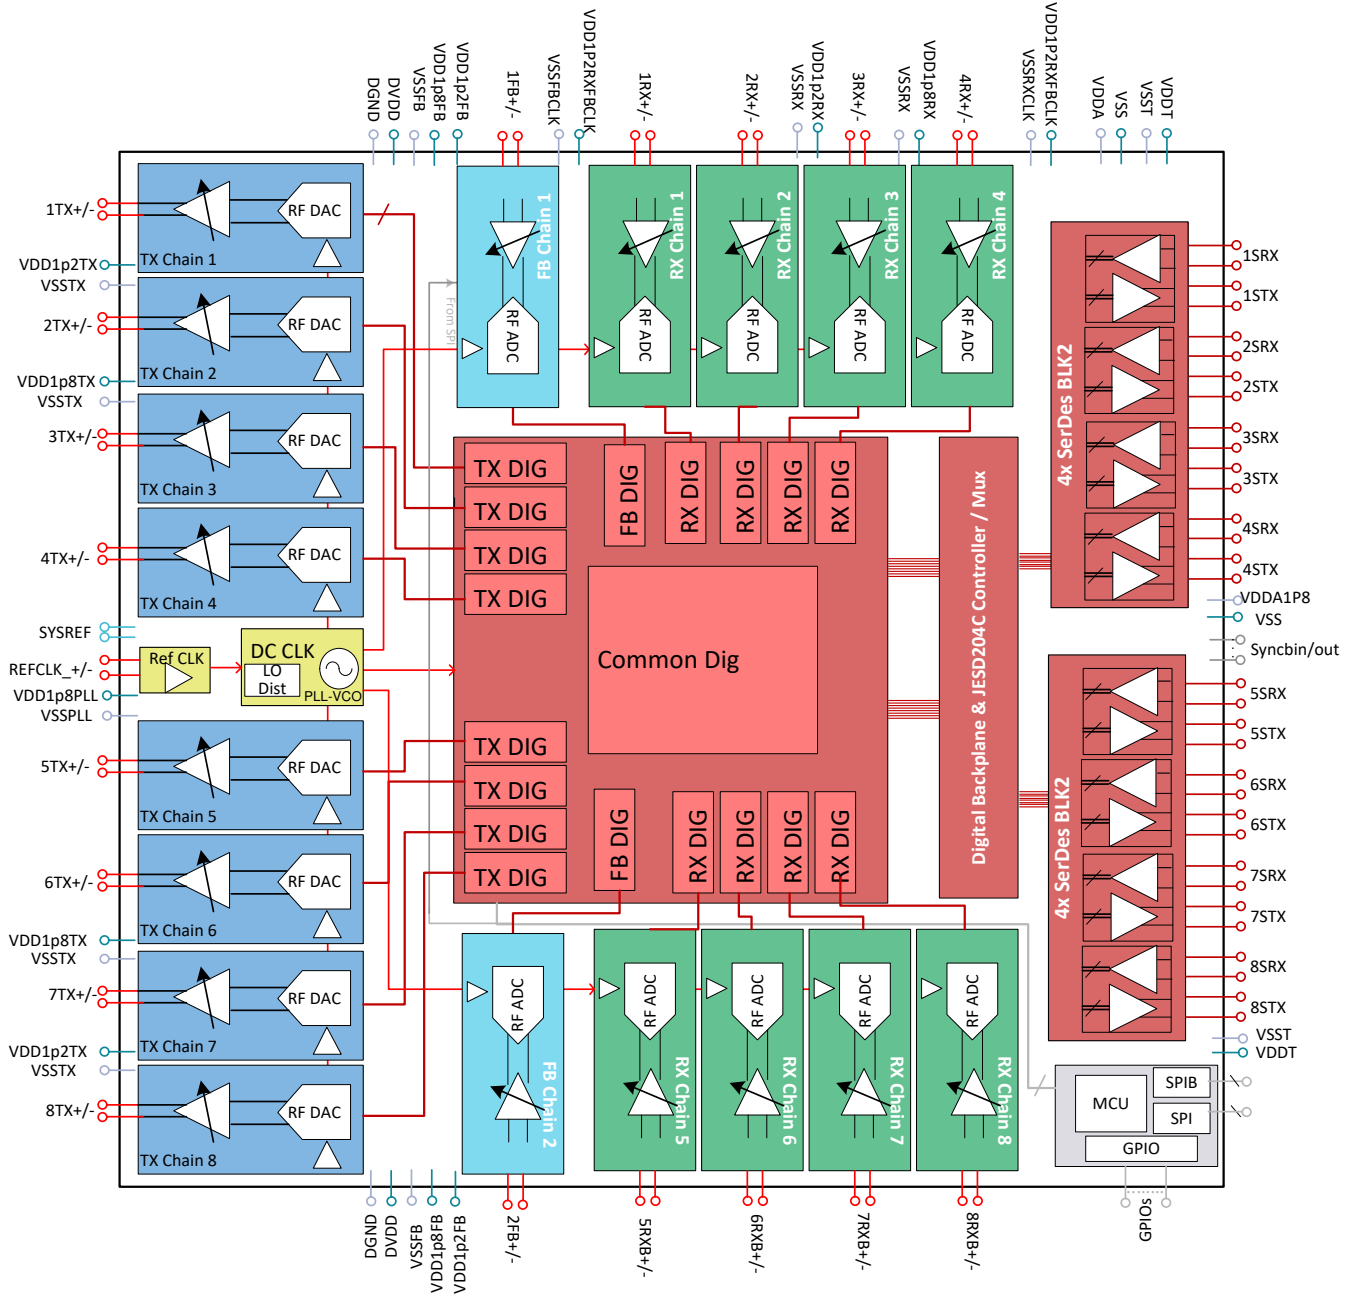 DGND
DVDD
VSSFB
VDD1p8FB
VDD1p2FB
1FB+/-
VSSFBCLK
VDD1P2RXFBCLK
1RX+/-
2RX+/-
VSSRX
VDD1p2RX
3RX+/-
VSSRX
VDD1p8RX
4RX+/-
VSSRXCLK
VDD1P2RXFBCLK
VDDA
VSS
VSST
VDDT
1TX+/-
VDD1p2TX
VSSTX
2TX+/-
VDD1p8TX
VSSTX
3TX+/-
4TX+/-
SYSREF
REFCLK_+/-
VDD1p8PLL
VSSPLL
5TX+/-
6TX+/-
VDD1p8TX
VSSTX
7TX+/-
VDD1p2TX
VSSTX
8TX+/-
RF DAC
TX Chain 1
RF DAC
TX Chain 2
RF DAC
TX Chain 3
RF DAC
TX Chain 4
Ref CLK
DC CLK
LO
Dist
PLL-VCO
RF DAC
TX Chain 5
RF DAC
TX Chain 6
RF DAC
TX Chain 7
RF DAC
TX Chain 8
FB Chain 1
RF ADC
From SPI
RX Chain 1
RF ADC
RX Chain 2
RF ADC
RX Chain 3
RF ADC
RX Chain 4
RF ADC
TX DIG
TX DIG
TX DIG
TX DIG
FB DIG
RX DIG
RX DIG
RX DIG
RX DIG
Common Dig
TX DIG
TX DIG
TX DIG
TX DIG
FB DIG
RX DIG
RX DIG
RX DIG
RX DIG
Digital Backplane & JESD204C Controller / Mux
RF ADC
FB Chain 2
RF ADC
RX Chain 5
RF ADC
RX Chain 6
RF ADC
RX Chain 7
RF ADC
RX Chain 8
4x SerDes BLK2
4x SerDes BLK2
1SRX
1STX
2SRX
2STX
3SRX
3STX
4SRX
4STX
VDDA1P8
VSS
Syncbin/out
5SRX
5STX
6SRX
6STX
7SRX
7STX
8SRX
8STX
VSST
VDDT
MCU
SPIB
SPI
GPIO
GPIOs
DGND
DVDD
VSSFB
VDD1p8FB
VDD1p2FB
2FB+/-
5RXB+/-
6RXB+/-
7RXB+/-
8RXB+/-